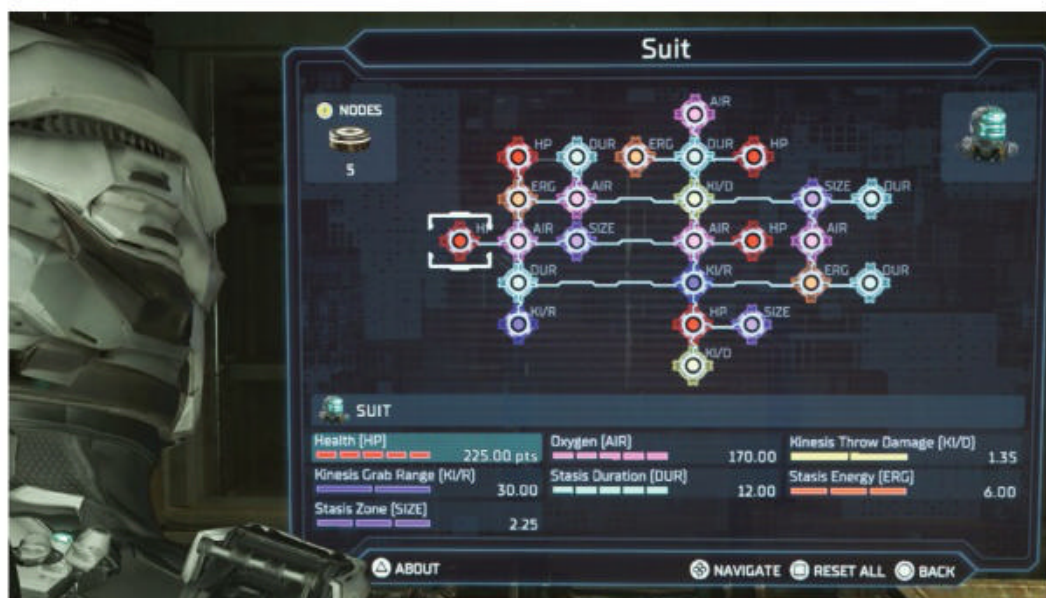 Suit
NODES
5
AIR
HP DUR ERG DUR HP
ERG AIR KI/D SIZE DUR
HP AIR SIZE AIR HP AIR
DUR KI/R ERG DUR
KI/R HP SIZE
KI/D
SUIT
Health [HP] 225.00 pts Oxygen [AIR] 170.00 Kinesis Throw Damage [KI/D] 1.35
Kinesis Grab Range [KI/R] 30.00 Stasis Duration [DUR] 12.00 Stasis Energy [ERG] 6.00
Stasis Zone [SIZE] 2.25
ABOUT NAVIGATE RESET ALL BACK